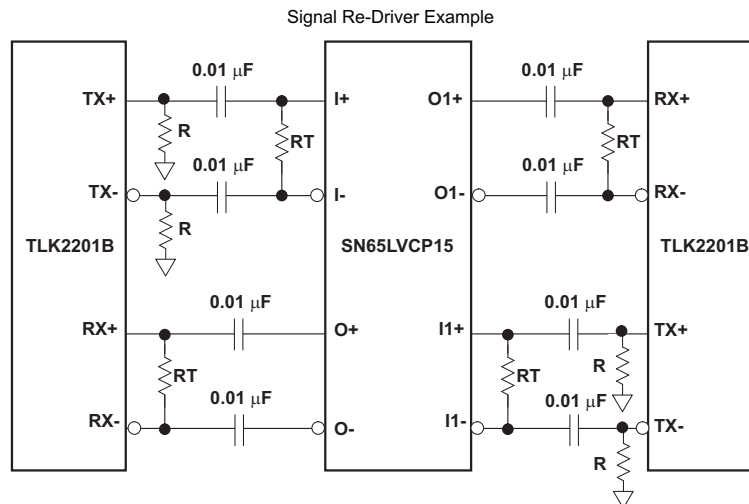 Signal Re-Driver Example
0.01 μF
0.01 μF
TX+
I+
O1+
RX+
R
RT
RT
0.01 μF
0.01 μF
TX-
I-
O1-
RX-
R
TLK2201B
SN65LVCP15
TLK2201B
0.01 μF
0.01 μF
RX+
O+
I1+
TX+
RT
RT
R
0.01 μF
0.01 μF
RX-
O-
I1-
TX-
R